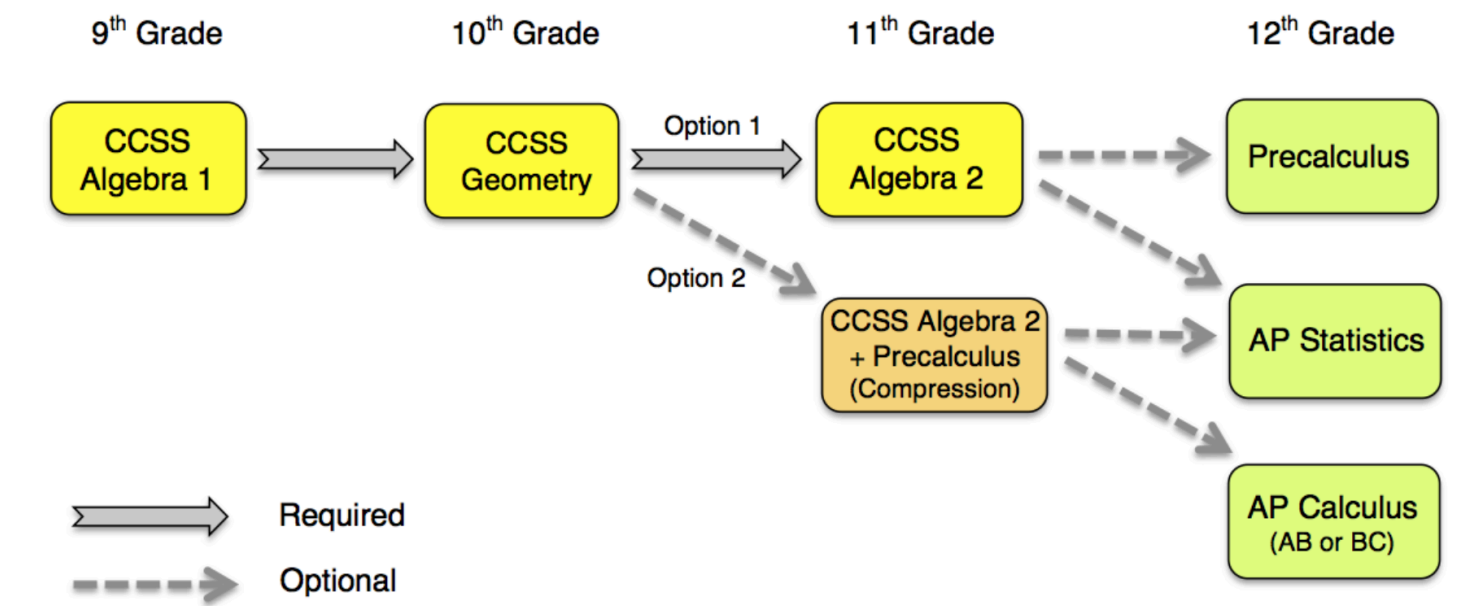 9th Grade
10th Grade
11th Grade
12th Grade
CCSS
Algebra 1
CCSS
Geometry
Option 1
CCSS
Algebra 2
Precalculus
Option 2
CCSS Algebra 2
+ Precalculus
(Compression)
AP Statistics
AP Calculus
(AB or BC)
Required
Optional